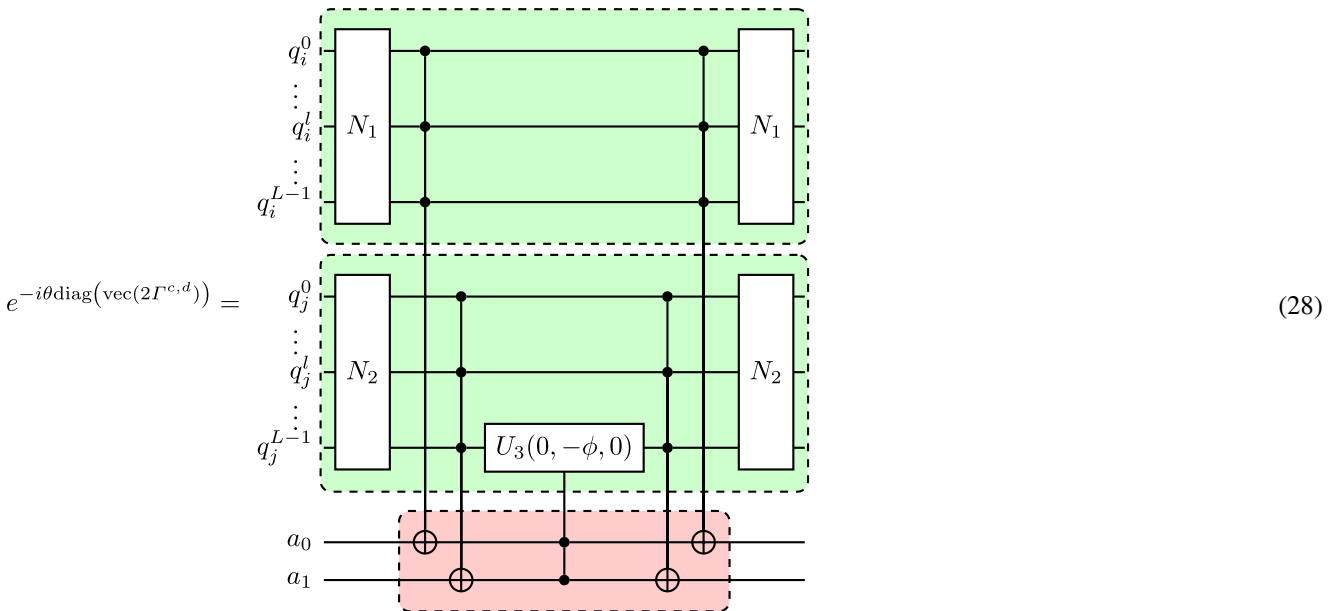 q_i^0
⋮
q_i^l
N_1
N_1
⋮
q_i^{L-1}
e^{-iθdiag(vec(2Γ^{c,d}))} =
q_j^0
(28)
⋮
q_j^l
N_2
N_2
⋮
q_j^{L-1}
U_3(0, −ϕ, 0)
a_0
a_1